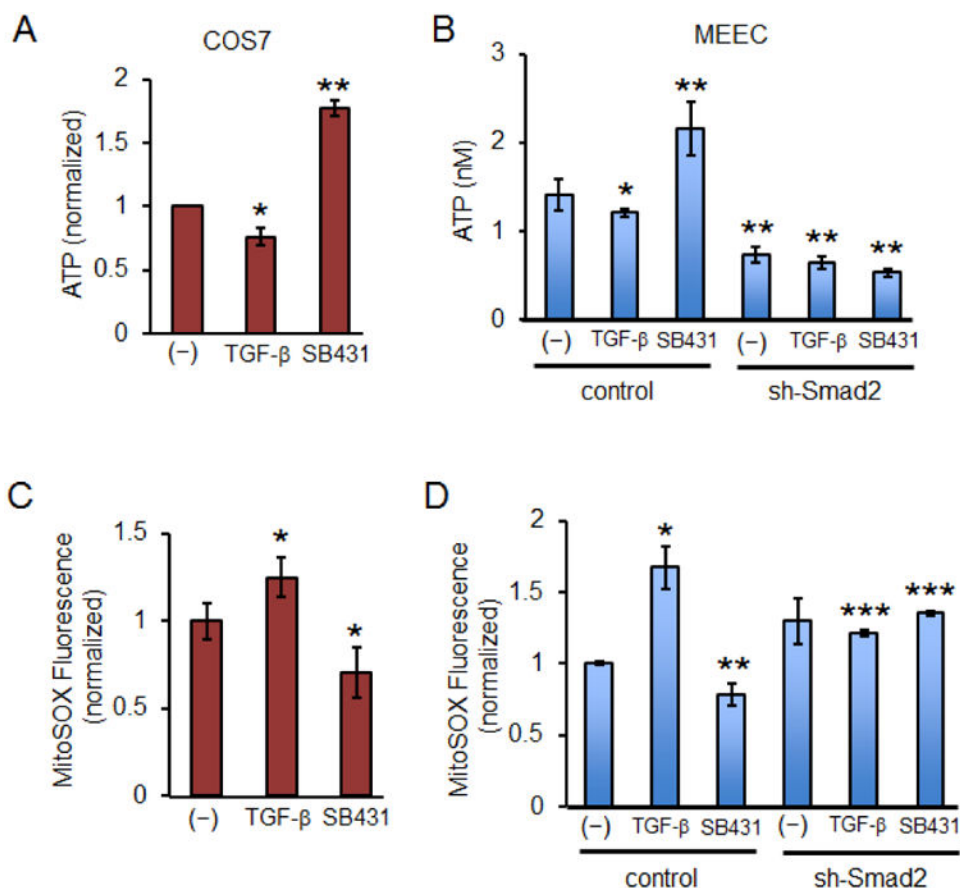 A
COS7
ATP (normalized)
2
1.5
1
0.5
0
**
*
(−) TGF-β SB431
B
MEEC
ATP (nM)
3
2
1
0
**
*
** ** **
(−) TGF-β SB431 (−) TGF-β SB431
control sh-Smad2
C
MitoSOX Fluorescence
(normalized)
1.5
1
0.5
0
*
*
(−) TGF-β SB431
D
MitoSOX Fluorescence
(normalized)
2
1.5
1
0.5
0
*
**
*** ***
(−) TGF-β SB431 (−) TGF-β SB431
control sh-Smad2